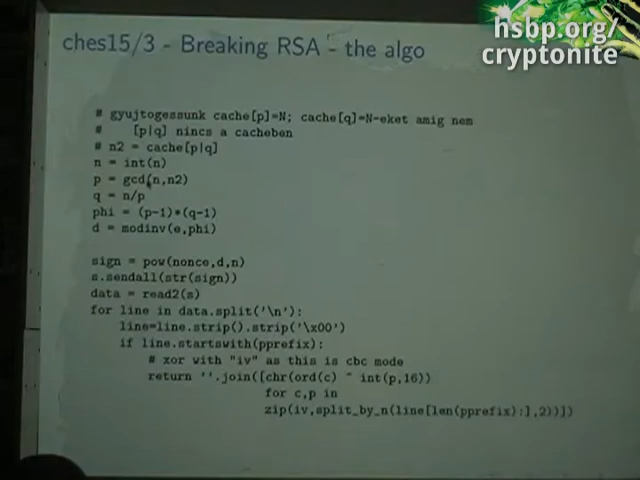 hsbp.org/
cryptonite
ches15/3 - Breaking RSA - the algo
# gyujtogessunk cache[p]=N; cache[q]=N-eket amig nem
#    [p|q] nincs a cacheben
# n2 = cache[p|q]
n = int(n)
p = gcd(n,n2)
q = n/p
phi = (p-1)*(q-1)
d = modinv(e,phi)
sign = pow(nonce,d,n)
s.sendall(str(sign))
data = read2(s)
for line in data.split('\n'):
    line=line.strip().strip('\x00')
    if line.startswith(pprefix):
        # xor with "iv" as this is cbc mode
        return ''.join([chr(ord(c) ^ int(p,16))
                        for c,p in
                        zip(iv,split_by_n(line[len(pprefix):],2))])